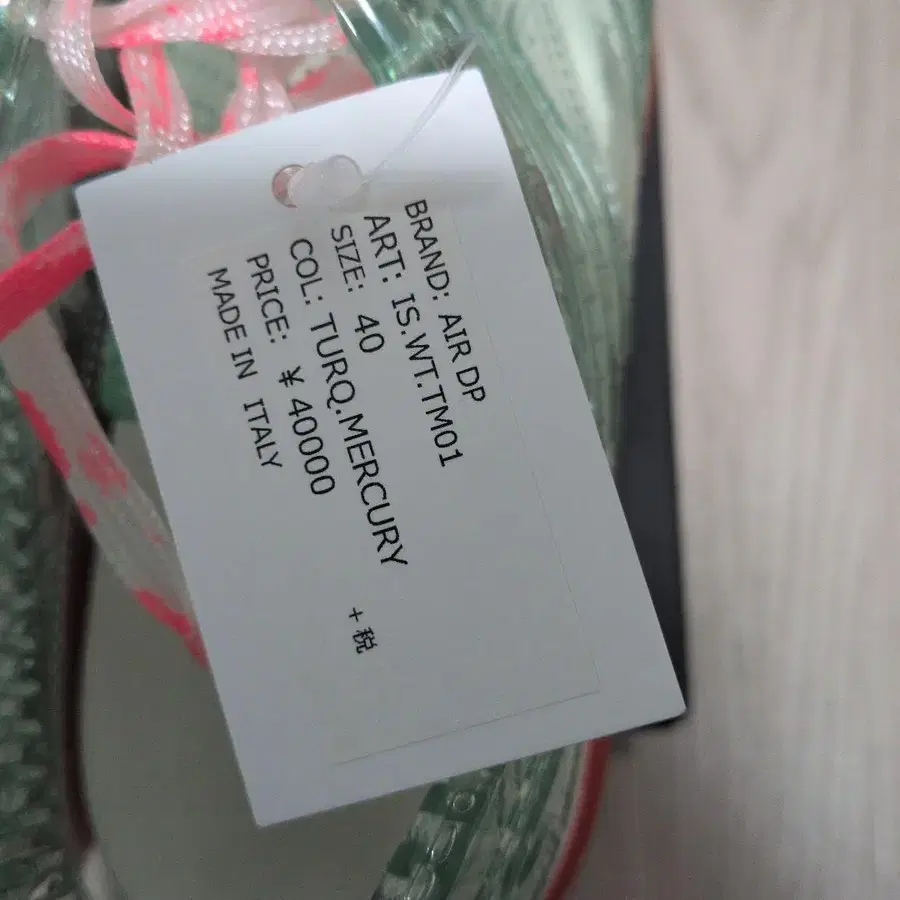 BRAND: AIR DP
ART: IS.WT.TM01
SIZE: 40
COL: TURQ.MERCURY
PRICE: ¥ 40000 +税
MADE IN ITALY